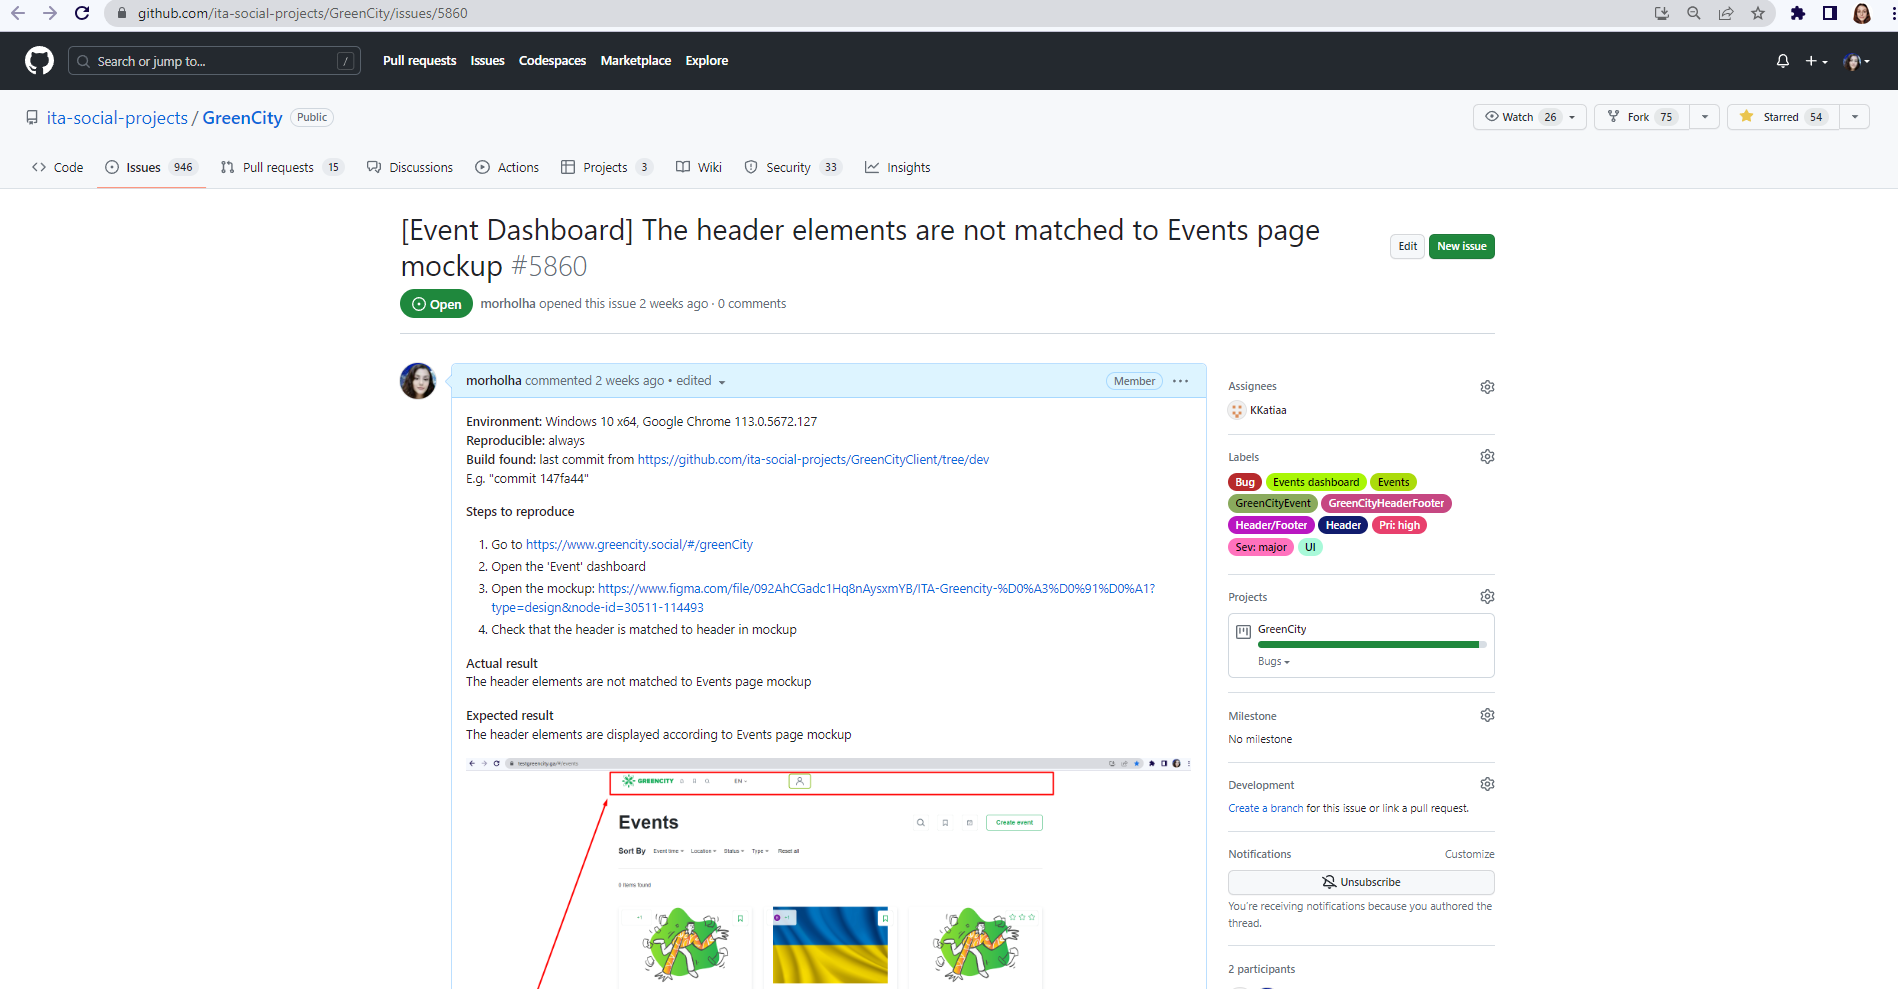 github.com/ita-social-projects/GreenCity/issues/5860
Search or jump to... /
Pull requests Issues Codespaces Marketplace Explore
ita-social-projects / GreenCity Public
Watch 26 Fork 75 Starred 54
Code Issues 946 Pull requests 15 Discussions Actions Projects 3 Wiki Security 33 Insights
[Event Dashboard] The header elements are not matched to Events page
mockup #5860
Edit New issue
Open morholha opened this issue 2 weeks ago · 0 comments
morholha commented 2 weeks ago • edited Member
Environment: Windows 10 x64, Google Chrome 113.0.5672.127
Reproducible: always
Build found: last commit from https://github.com/ita-social-projects/GreenCityClient/tree/dev
E.g. "commit 147fa44"
Steps to reproduce
1. Go to https://www.greencity.social/#/greenCity
2. Open the 'Event' dashboard
3. Open the mockup: https://www.figma.com/file/092AhCGadc1Hq8nAysxmYB/ITA-Greencity-%D0%A3%D0%91%D0%A1?
type=design&node-id=30511-114493
4. Check that the header is matched to header in mockup
Actual result
The header elements are not matched to Events page mockup
Expected result
The header elements are displayed according to Events page mockup
GREENCITY EN
Events
Create event
Sort By Event time Location Status Type Reset all
items found
Assignees
KKatiaa
Labels
Bug Events dashboard Events
GreenCityEvent GreenCityHeaderFooter
Header/Footer Header Pri: high
Sev: major UI
Projects
GreenCity
Bugs
Milestone
No milestone
Development
Create a branch for this issue or link a pull request.
Notifications Customize
Unsubscribe
You're receiving notifications because you authored the
thread.
2 participants